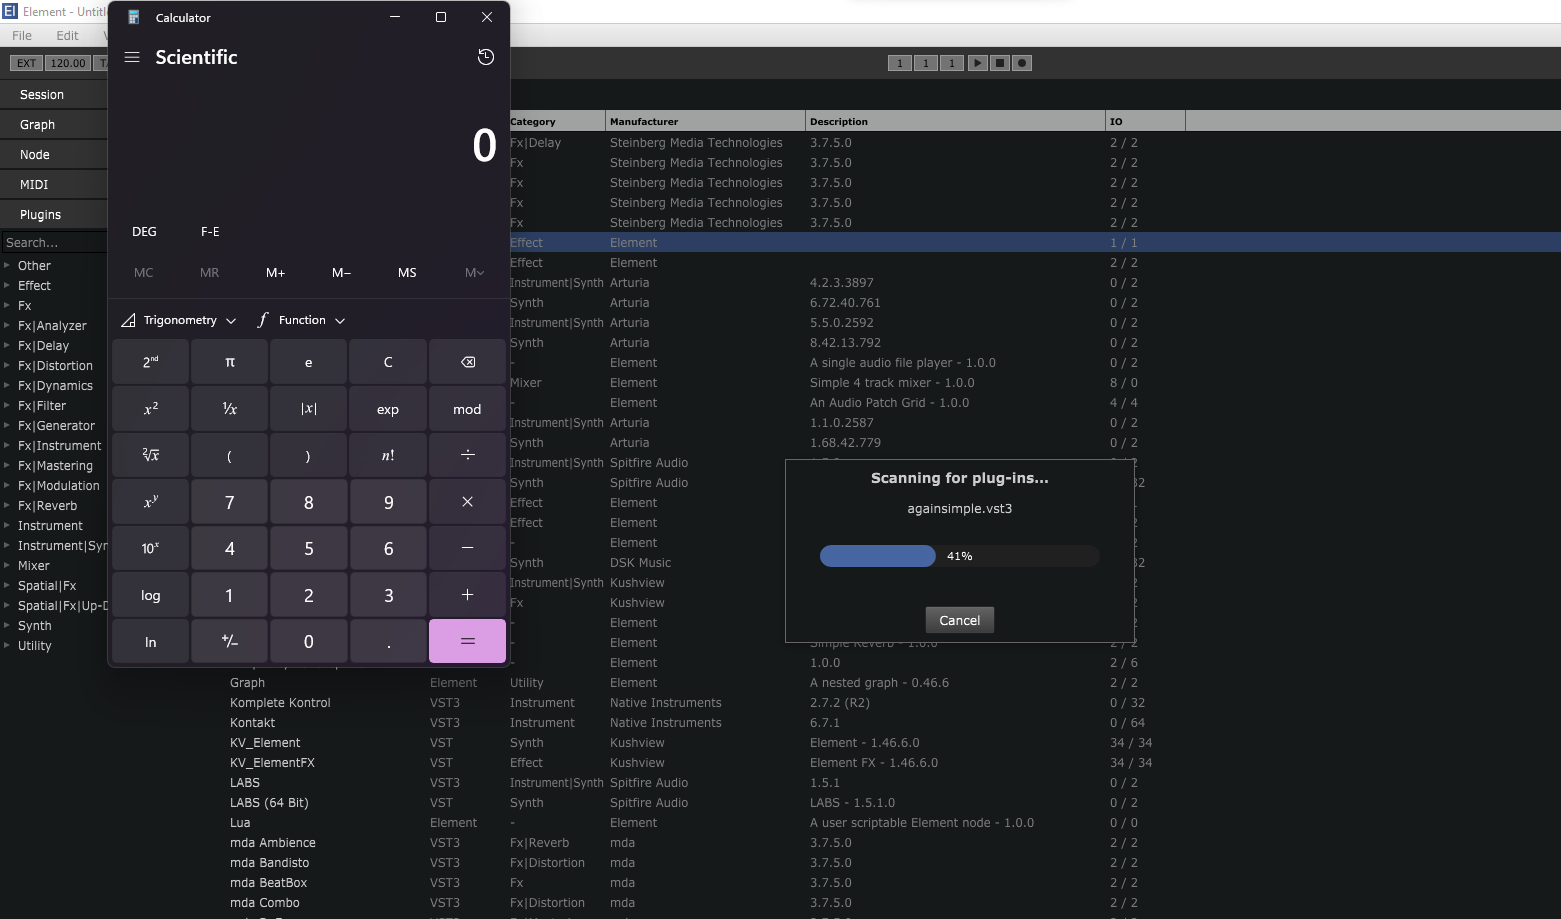 Element - Untitl
Calculator
File Edit V
Scientific
EXT 120.00 TA
1 1 1
Session
Graph
Node
MIDI
Plugins
Search...
Other
Effect
Fx
Fx|Analyzer
Fx|Delay
Fx|Distortion
Fx|Dynamics
Fx|Filter
Fx|Generator
Fx|Instrument
Fx|Mastering
Fx|Modulation
Fx|Reverb
Instrument
Instrument|Syn
Mixer
Spatial|Fx
Spatial|Fx|Up-D
Synth
Utility
0
DEG F-E
MC MR M+ M− MS M
Trigonometry f Function
2nd π e C
x² ¹/x |x| exp mod
²√x ( ) n! ÷
xʸ 7 8 9 ×
10ˣ 4 5 6 −
log 1 2 3 +
ln +/− 0 . =
Category Manufacturer Description IO
Fx|Delay Steinberg Media Technologies 3.7.5.0 2 / 2
Fx Steinberg Media Technologies 3.7.5.0 2 / 2
Fx Steinberg Media Technologies 3.7.5.0 2 / 2
Fx Steinberg Media Technologies 3.7.5.0 2 / 2
Fx Steinberg Media Technologies 3.7.5.0 2 / 2
Effect Element 1 / 1
Effect Element 2 / 2
Instrument|Synth Arturia 4.2.3.3897 0 / 2
Synth Arturia 6.72.40.761 0 / 2
Instrument|Synth Arturia 5.5.0.2592 0 / 2
Synth Arturia 8.42.13.792 0 / 2
- Element A single audio file player - 1.0.0 0 / 2
Mixer Element Simple 4 track mixer - 1.0.0 8 / 0
- Element An Audio Patch Grid - 1.0.0 4 / 4
Instrument|Synth Arturia 1.1.0.2587 0 / 2
Synth Arturia 1.68.42.779 0 / 2
Instrument|Synth Spitfire Audio
Synth Spitfire Audio 32
Effect Element
Effect Element
- Element
Synth DSK Music 32
Instrument|Synth Kushview
Fx Kushview
- Element
- Element Simple Reverb - 1.0.0 2 / 2
- Element 1.0.0 2 / 6
Graph Element Utility Element A nested graph - 0.46.6 2 / 2
Komplete Kontrol VST3 Instrument Native Instruments 2.7.2 (R2) 0 / 32
Kontakt VST3 Instrument Native Instruments 6.7.1 0 / 64
KV_Element VST Synth Kushview Element - 1.46.6.0 34 / 34
KV_ElementFX VST Effect Kushview Element FX - 1.46.6.0 34 / 34
LABS VST3 Instrument|Synth Spitfire Audio 1.5.1 0 / 2
LABS (64 Bit) VST Synth Spitfire Audio LABS - 1.5.1.0 0 / 2
Lua Element - Element A user scriptable Element node - 1.0.0 0 / 0
mda Ambience VST3 Fx|Reverb mda 3.7.5.0 2 / 2
mda Bandisto VST3 Fx|Distortion mda 3.7.5.0 2 / 2
mda BeatBox VST3 Fx mda 3.7.5.0 2 / 2
mda Combo VST3 Fx|Distortion mda 3.7.5.0 2 / 2
Scanning for plug-ins...
againsimple.vst3
41%
Cancel